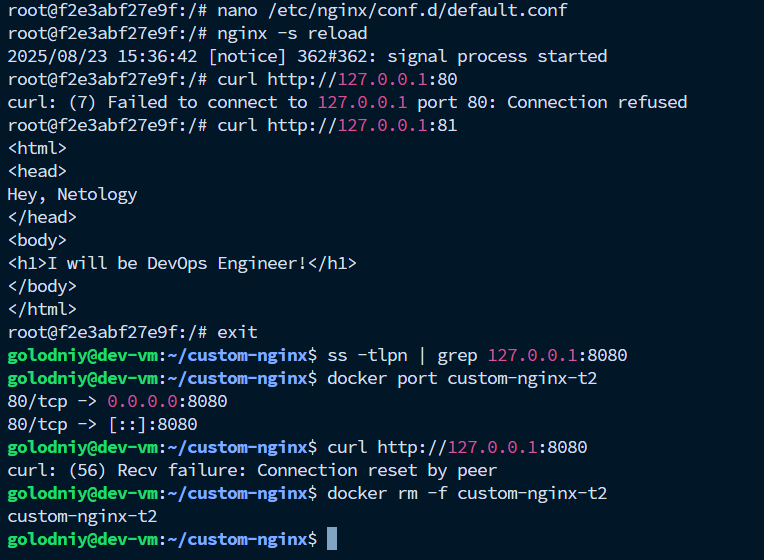 root@f2e3abf27e9f:/# nano /etc/nginx/conf.d/default.conf
root@f2e3abf27e9f:/# nginx -s reload
2025/08/23 15:36:42 [notice] 362#362: signal process started
root@f2e3abf27e9f:/# curl http://127.0.0.1:80
curl: (7) Failed to connect to 127.0.0.1 port 80: Connection refused
root@f2e3abf27e9f:/# curl http://127.0.0.1:81
<html>
<head>
Hey, Netology
</head>
<body>
<h1>I will be DevOps Engineer!</h1>
</body>
</html>
root@f2e3abf27e9f:/# exit
golodniy@dev-vm:~/custom-nginx$ ss -tlpn | grep 127.0.0.1:8080
golodniy@dev-vm:~/custom-nginx$ docker port custom-nginx-t2
80/tcp -> 0.0.0.0:8080
80/tcp -> [::]:8080
golodniy@dev-vm:~/custom-nginx$ curl http://127.0.0.1:8080
curl: (56) Recv failure: Connection reset by peer
golodniy@dev-vm:~/custom-nginx$ docker rm -f custom-nginx-t2
custom-nginx-t2
golodniy@dev-vm:~/custom-nginx$